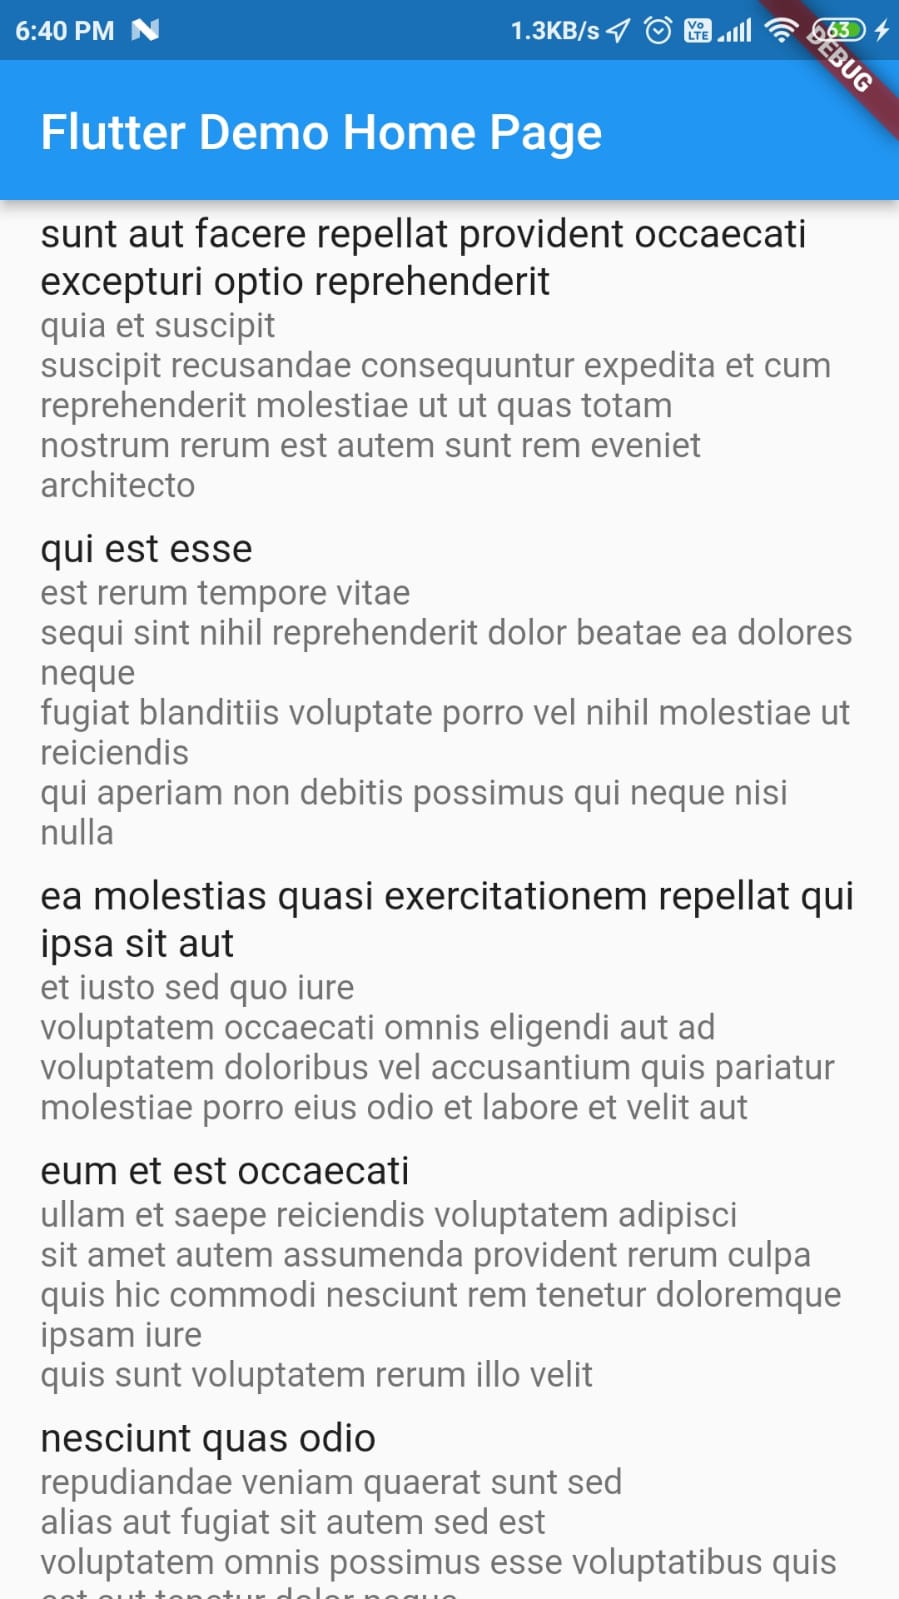 6:40 PM
1.3KB/s
Vo
LTE
63
DEBUG
Flutter Demo Home Page
sunt aut facere repellat provident occaecati
excepturi optio reprehenderit
quia et suscipit
suscipit recusandae consequuntur expedita et cum
reprehenderit molestiae ut ut quas totam
nostrum rerum est autem sunt rem eveniet
architecto
qui est esse
est rerum tempore vitae
sequi sint nihil reprehenderit dolor beatae ea dolores
neque
fugiat blanditiis voluptate porro vel nihil molestiae ut
reiciendis
qui aperiam non debitis possimus qui neque nisi
nulla
ea molestias quasi exercitationem repellat qui
ipsa sit aut
et iusto sed quo iure
voluptatem occaecati omnis eligendi aut ad
voluptatem doloribus vel accusantium quis pariatur
molestiae porro eius odio et labore et velit aut
eum et est occaecati
ullam et saepe reiciendis voluptatem adipisci
sit amet autem assumenda provident rerum culpa
quis hic commodi nesciunt rem tenetur doloremque
ipsam iure
quis sunt voluptatem rerum illo velit
nesciunt quas odio
repudiandae veniam quaerat sunt sed
alias aut fugiat sit autem sed est
voluptatem omnis possimus esse voluptatibus quis
est aut tenetur dolor neque